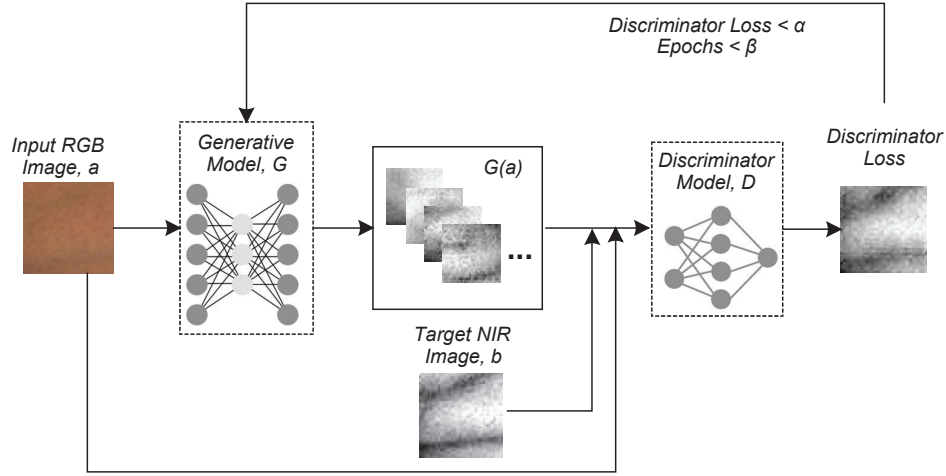 Discriminator Loss < α
Epochs < β
Input RGB
Image, a
Generative
Model, G
G(a)
...
Discriminator
Model, D
Discriminator
Loss
Target NIR
Image, b